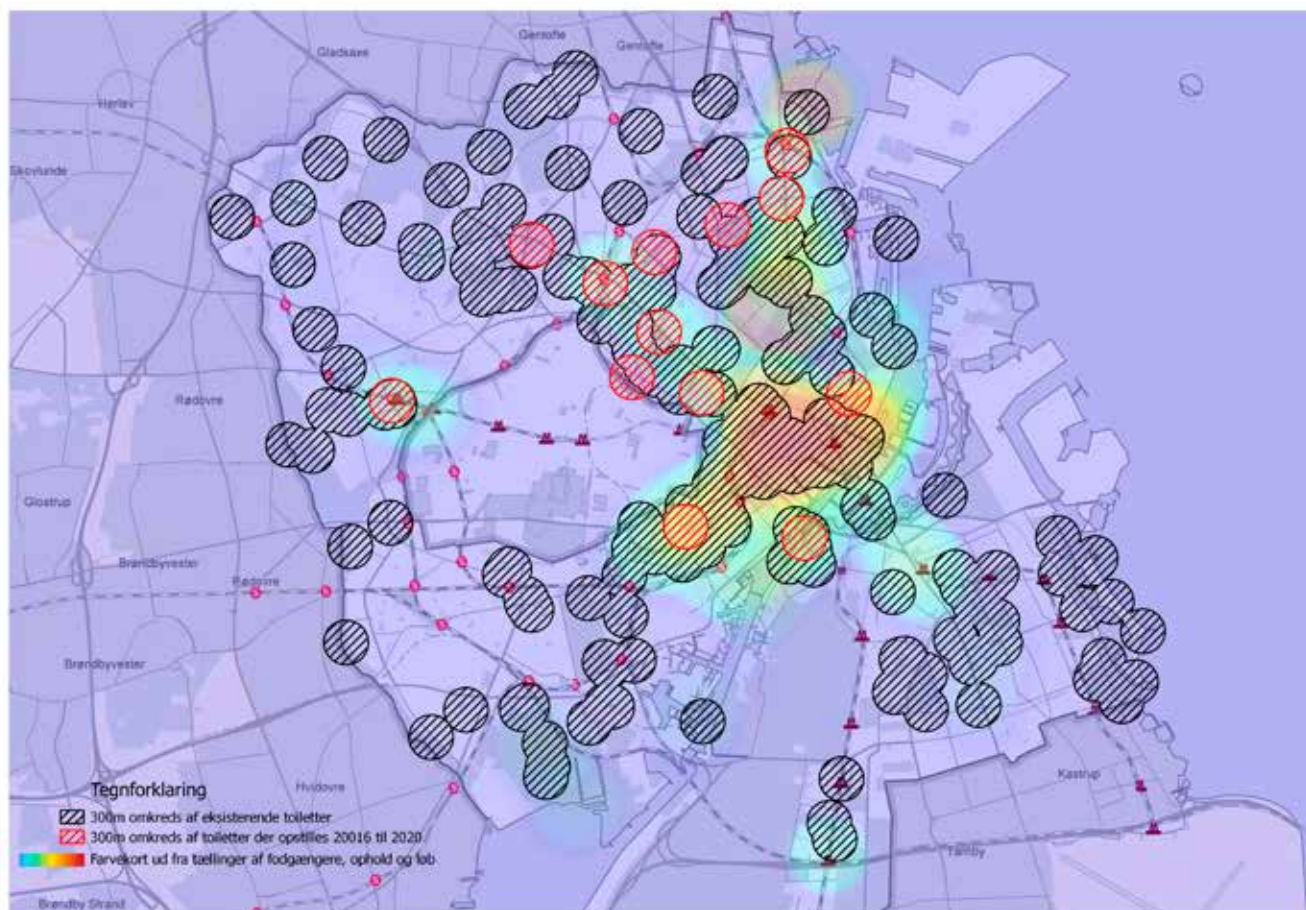 Gentofte
Gladsaxe
Gentofte
Herlev
Skovlunde
Rødovre
Glostrup
Brøndbyvester
Rødovre
Brøndbyvester
Hvidovre
Kastrup
Tårnby
Brøndby Strand
Tegnforklaring
300m omkreds af eksisterende toiletter
300m omkreds af toiletter der opstilles 20016 til 2020
Farvekort ud fra tællinger af fodgængere, ophold og løb